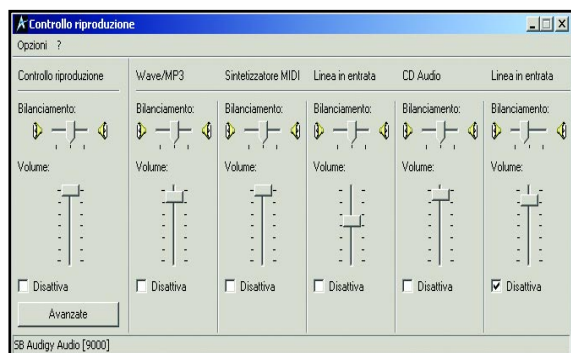 Controllo riproduzione
Opzioni ?
Controllo riproduzione Wave/MP3 Sintetizzatore MIDI Linea in entrata CD Audio Linea in entrata
Bilanciamento: Bilanciamento: Bilanciamento: Bilanciamento: Bilanciamento: Bilanciamento:
Volume: Volume: Volume: Volume: Volume: Volume:
Disattiva Disattiva Disattiva Disattiva Disattiva Disattiva
Avanzate
SB Audigy Audio [9000]